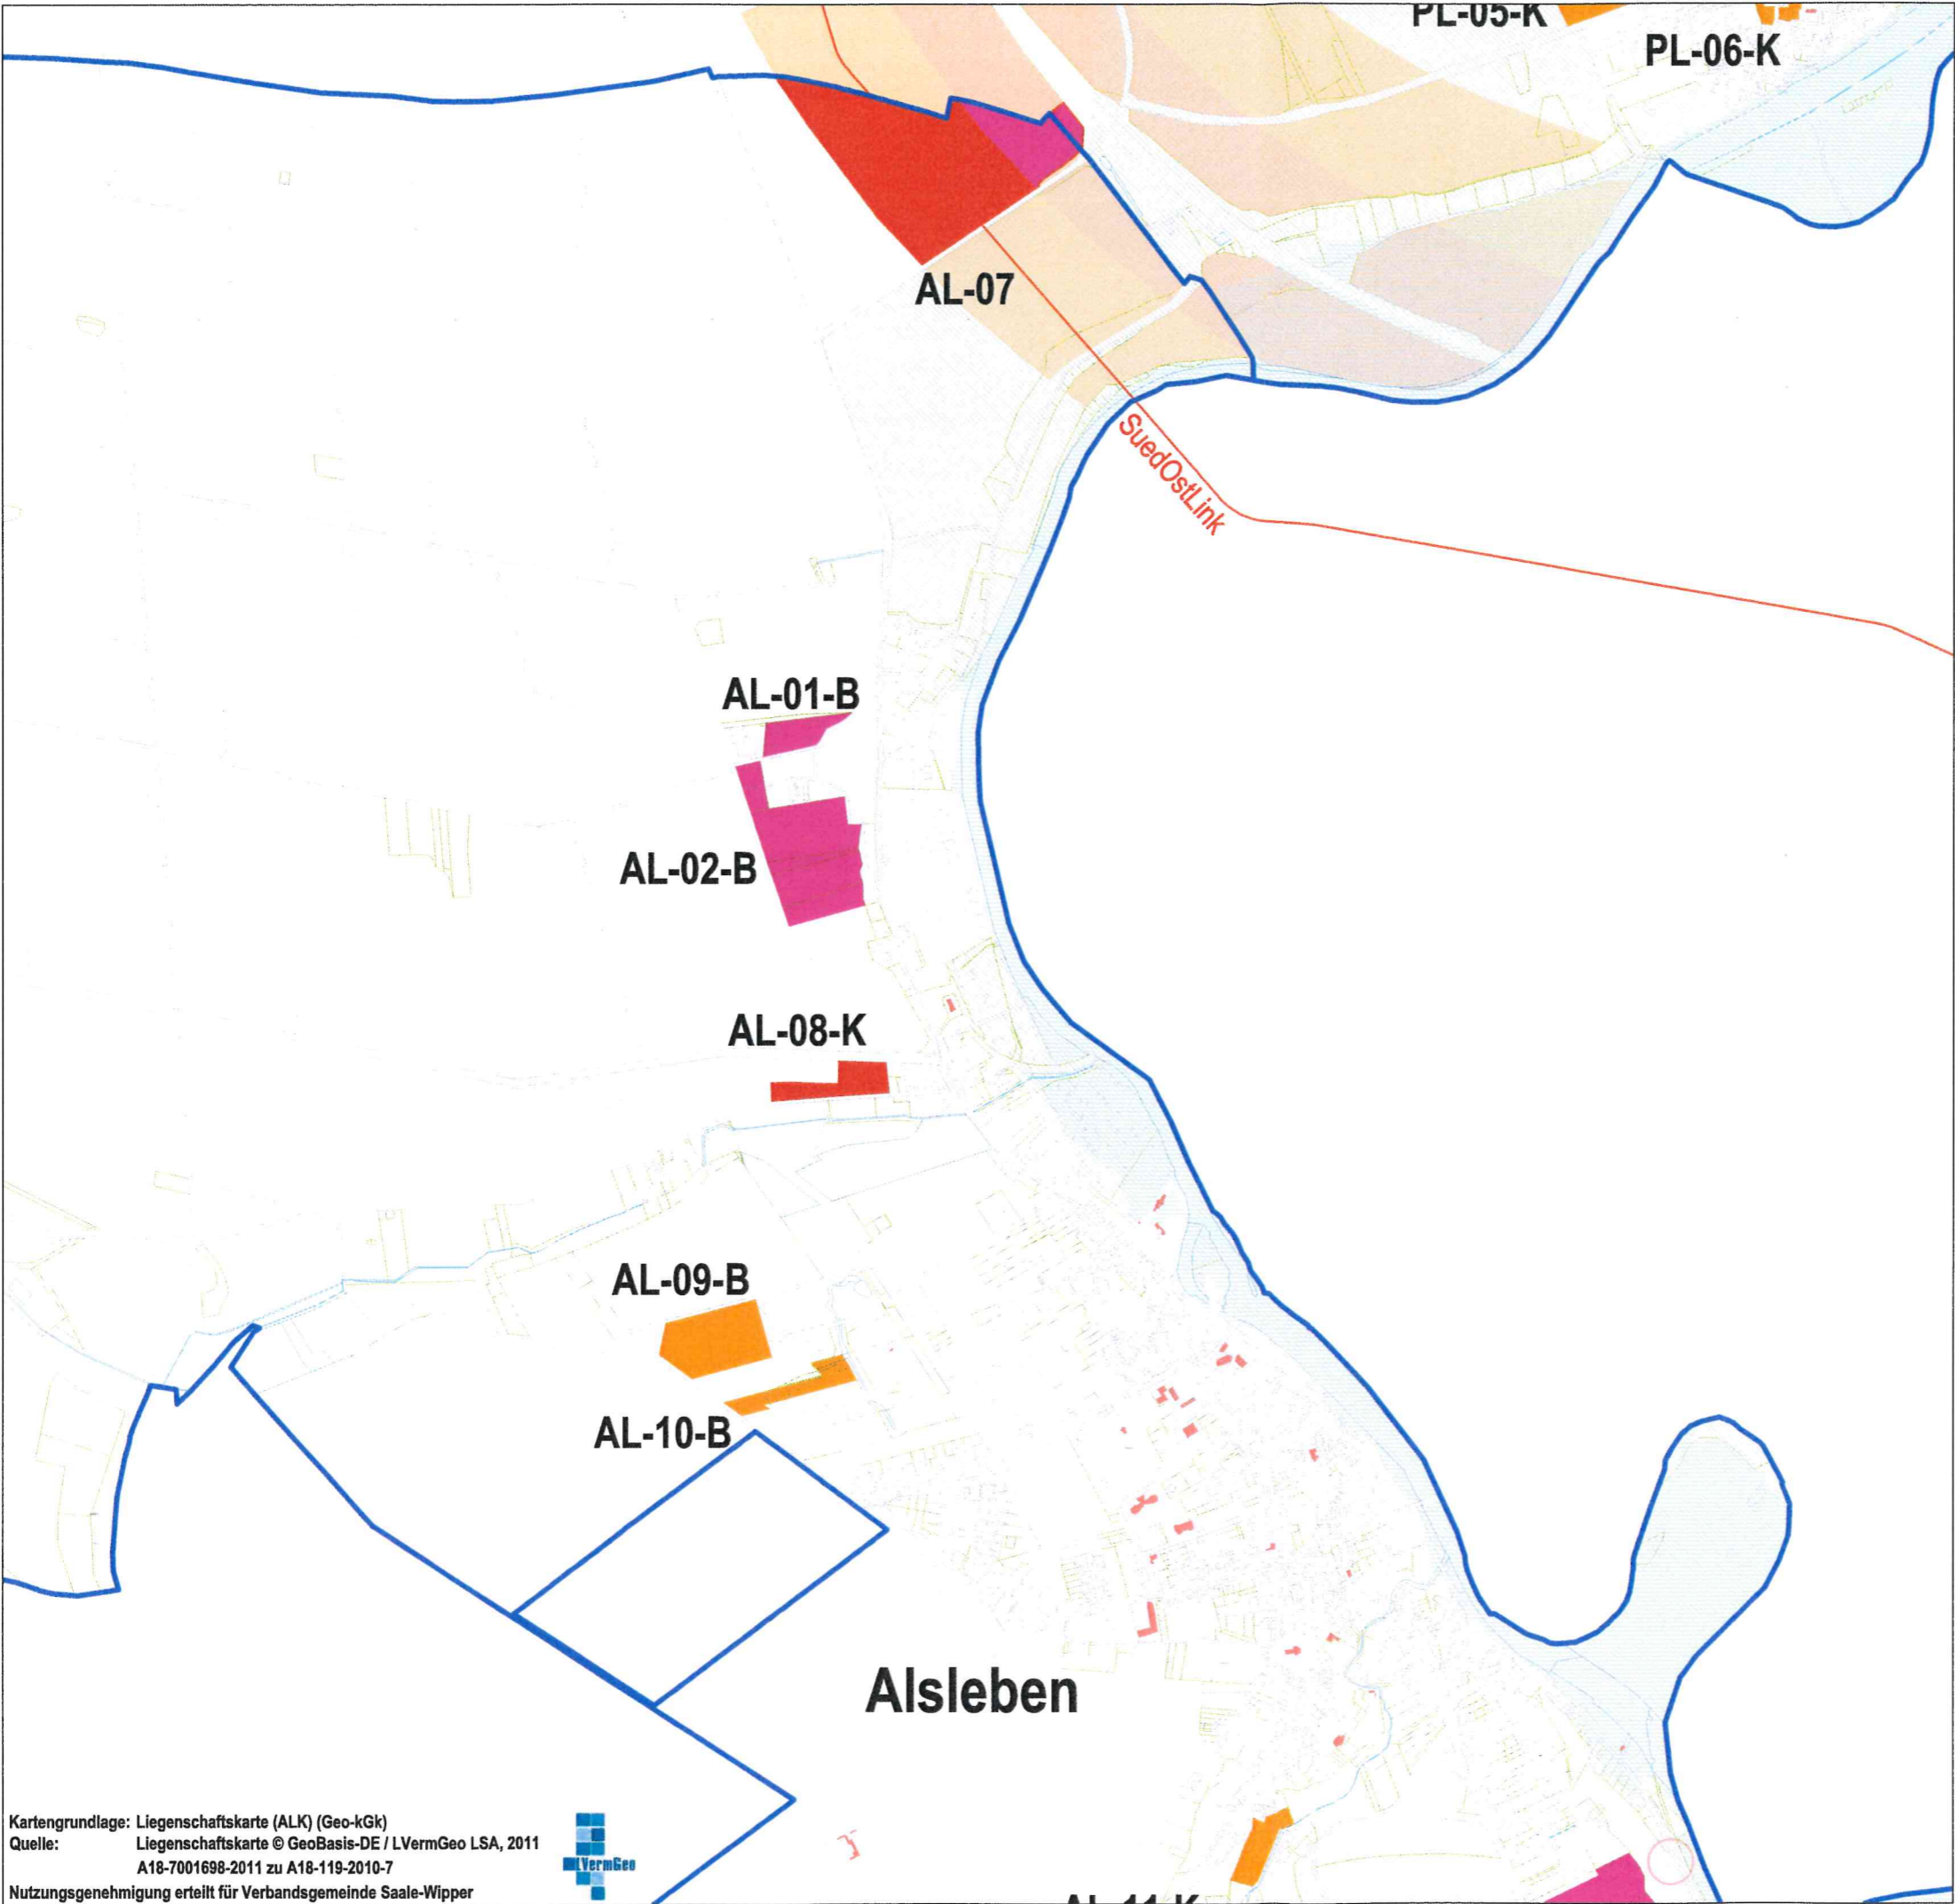 PL-05-K
PL-06-K
AL-07
SuedOstLink
AL-01-B
AL-02-B
AL-08-K
AL-09-B
AL-10-B
Alsleben
Kartengrundlage: Liegenschaftskarte (ALK) (Geo-kGk)
Quelle: Liegenschaftskarte © GeoBasis-DE / LVermGeo LSA, 2011
A18-7001698-2011 zu A18-119-2010-7
Nutzungsgenehmigung erteilt für Verbandsgemeinde Saale-Wipper
LVermGeo
AL-11-K